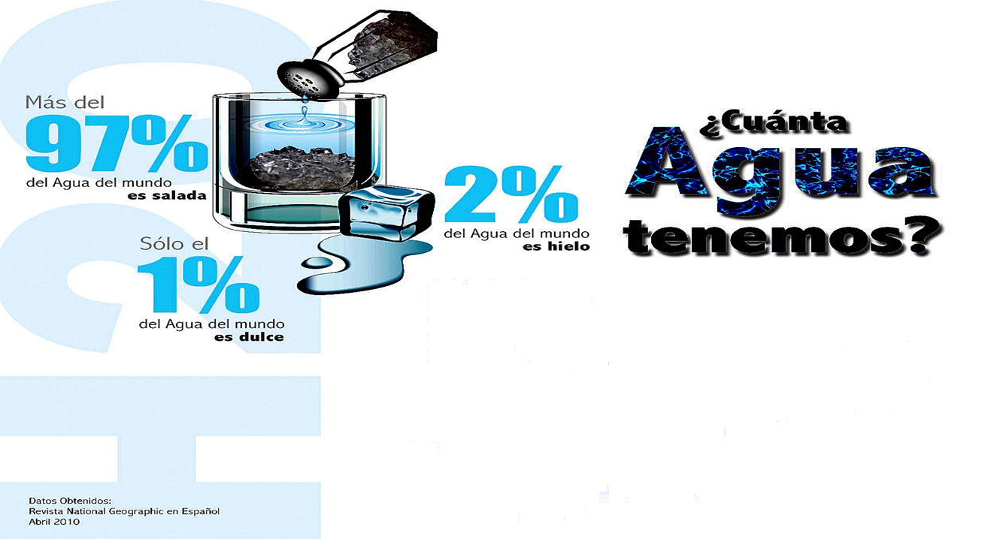 ¿Cuánta
Agua
tenemos?
Más del
97%
del Agua del mundo
es salada
2%
del Agua del mundo
es hielo
Sólo el
1%
del Agua del mundo
es dulce
H2O
Datos Obtenidos:
Revista National Geographic en Español
Abril 2010